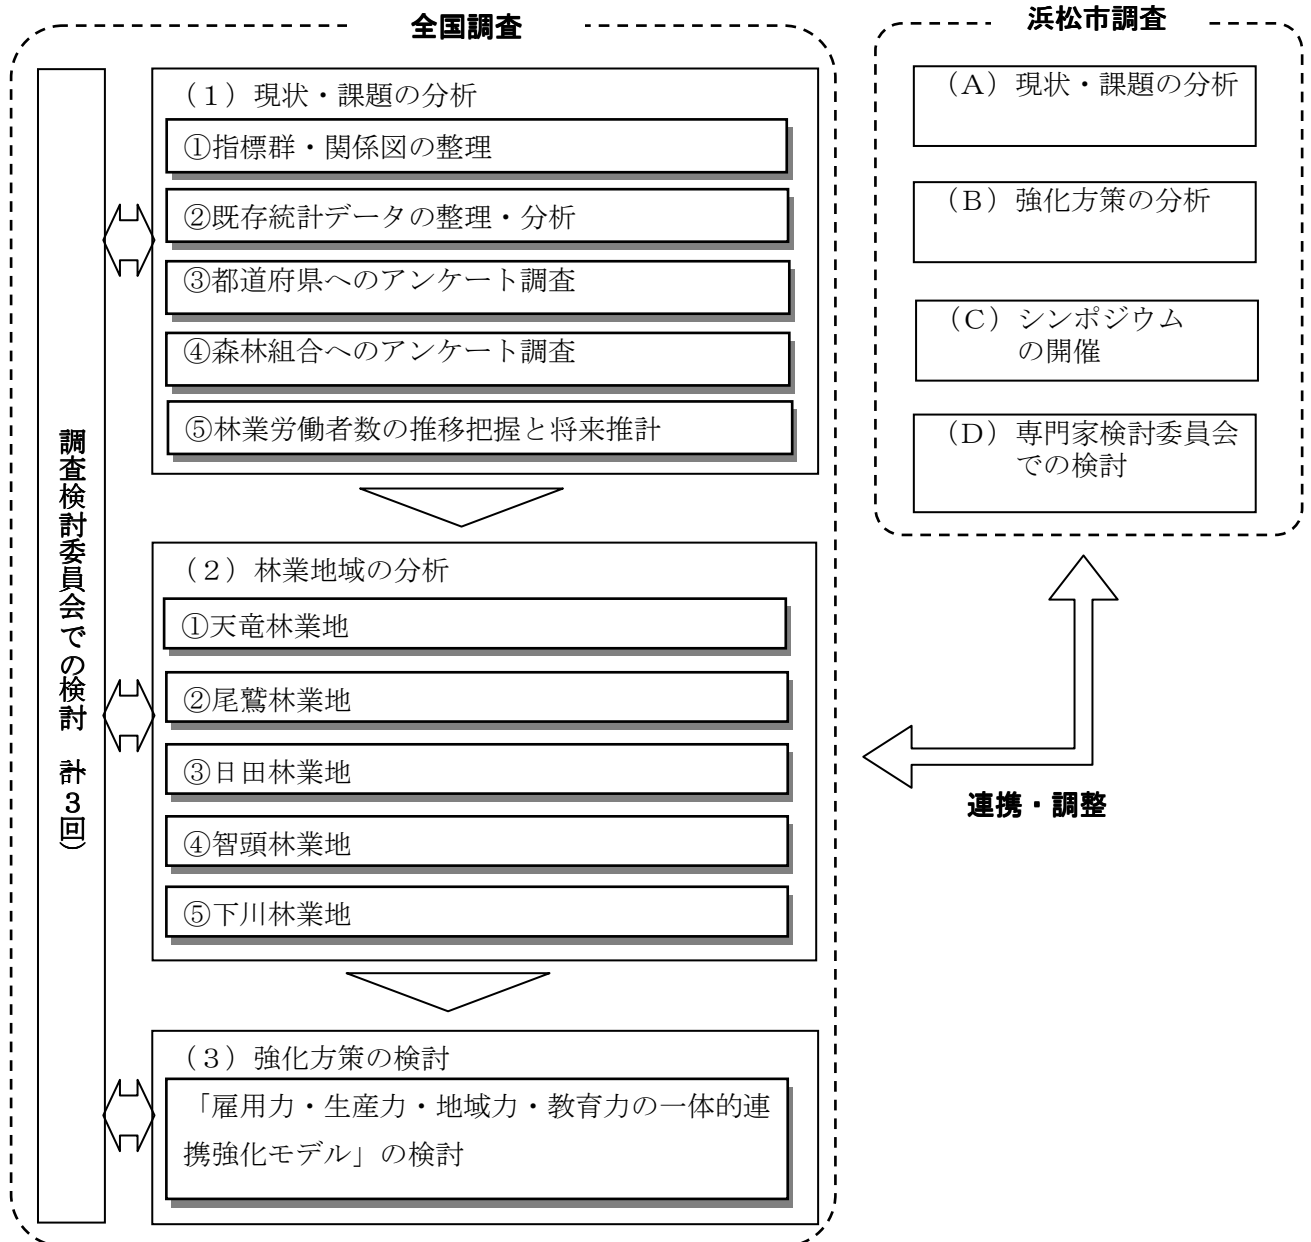 全国調査
調査検討委員会での検討（計３回）
（１）現状・課題の分析
①指標群・関係図の整理
②既存統計データの整理・分析
③都道府県へのアンケート調査
④森林組合へのアンケート調査
⑤林業労働者数の推移把握と将来推計
（２）林業地域の分析
①天竜林業地
②尾鷲林業地
③日田林業地
④智頭林業地
⑤下川林業地
（３）強化方策の検討
「雇用力・生産力・地域力・教育力の一体的連
携強化モデル」の検討
浜松市調査
（A）現状・課題の分析
（B）強化方策の分析
（C）シンポジウム
の開催
（D）専門家検討委員会
での検討
連携・調整